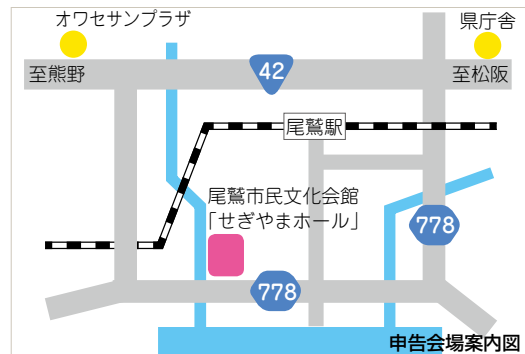 オワセサンプラザ
県庁舎
至熊野
42
至松阪
尾鷲駅
尾鷲市民文化会館
「せぎやまホール」
778
778
申告会場案内図